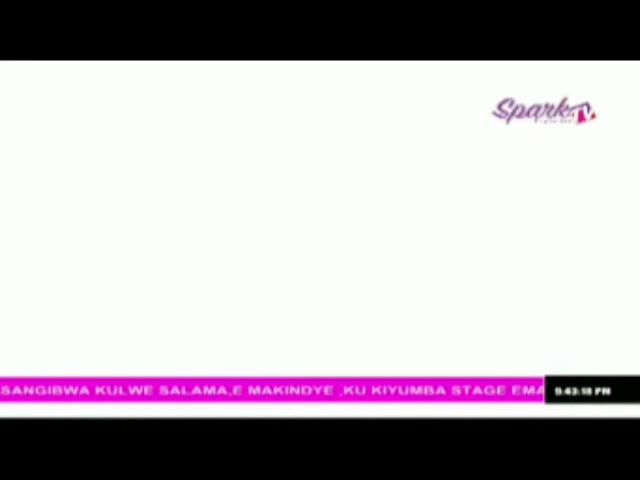 Spark TV
SANGIBWA KULWE SALAMA,E MAKINDYE ,KU KIYUMBA STAGE EMA
9:43:18 PM